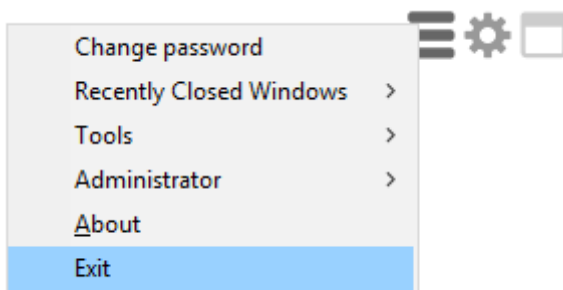 Change password
Recently Closed Windows
Tools
Administrator
About
Exit